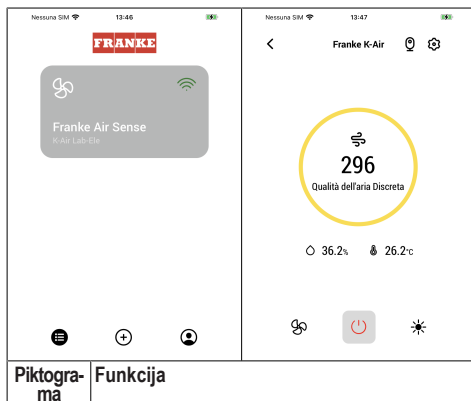 Nessuna SIM 13:46
FRANKE
Franke Air Sense
K-Air Lab-Ele
Nessuna SIM 13:47
Franke K-Air
296
Qualità dell'aria Discreta
36.2% 26.2°C
Piktogra-
ma
Funkcija